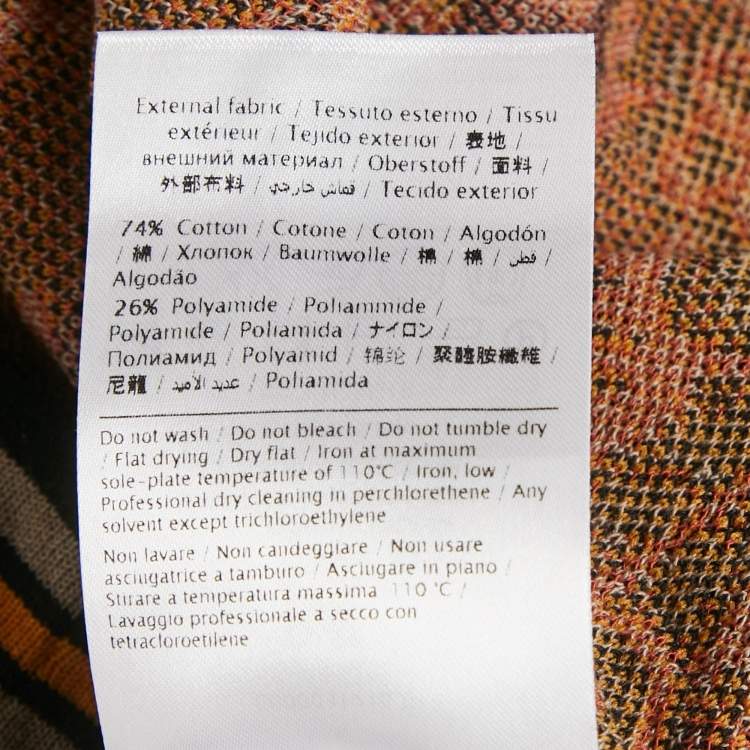 External fabric / Tessuto esterno / Tissu
extérieur / Tejido exterior / 表地 /
внешний материал / Oberstoff / 面料 /
外部布料 / قماش خارجي / Tecido exterior
74% Cotton / Cotone / Coton / Algodón
/ 綿 / Хлопок / Baumwolle / 棉 / 棉 / قطن /
Algodão
26% Polyamide / Poliammide /
Polyamide / Poliamida / ナイロン /
Полиамид / Polyamid / 锦纶 / 聚醯胺纖維 /
尼龍 / عديد الأميد / Poliamida
Do not wash / Do not bleach / Do not tumble dry
/ Flat drying / Dry flat / Iron at maximum
sole-plate temperature of 110°C / Iron, low /
Professional dry cleaning in perchlorethene / Any
solvent except trichloroethylene
Non lavare / Non candeggiare / Non usare
asciugatrice a tamburo / Asciugare in piano /
Stirare a temperatura massima 110 °C /
Lavaggio professionale a secco con
tetracloroetilene